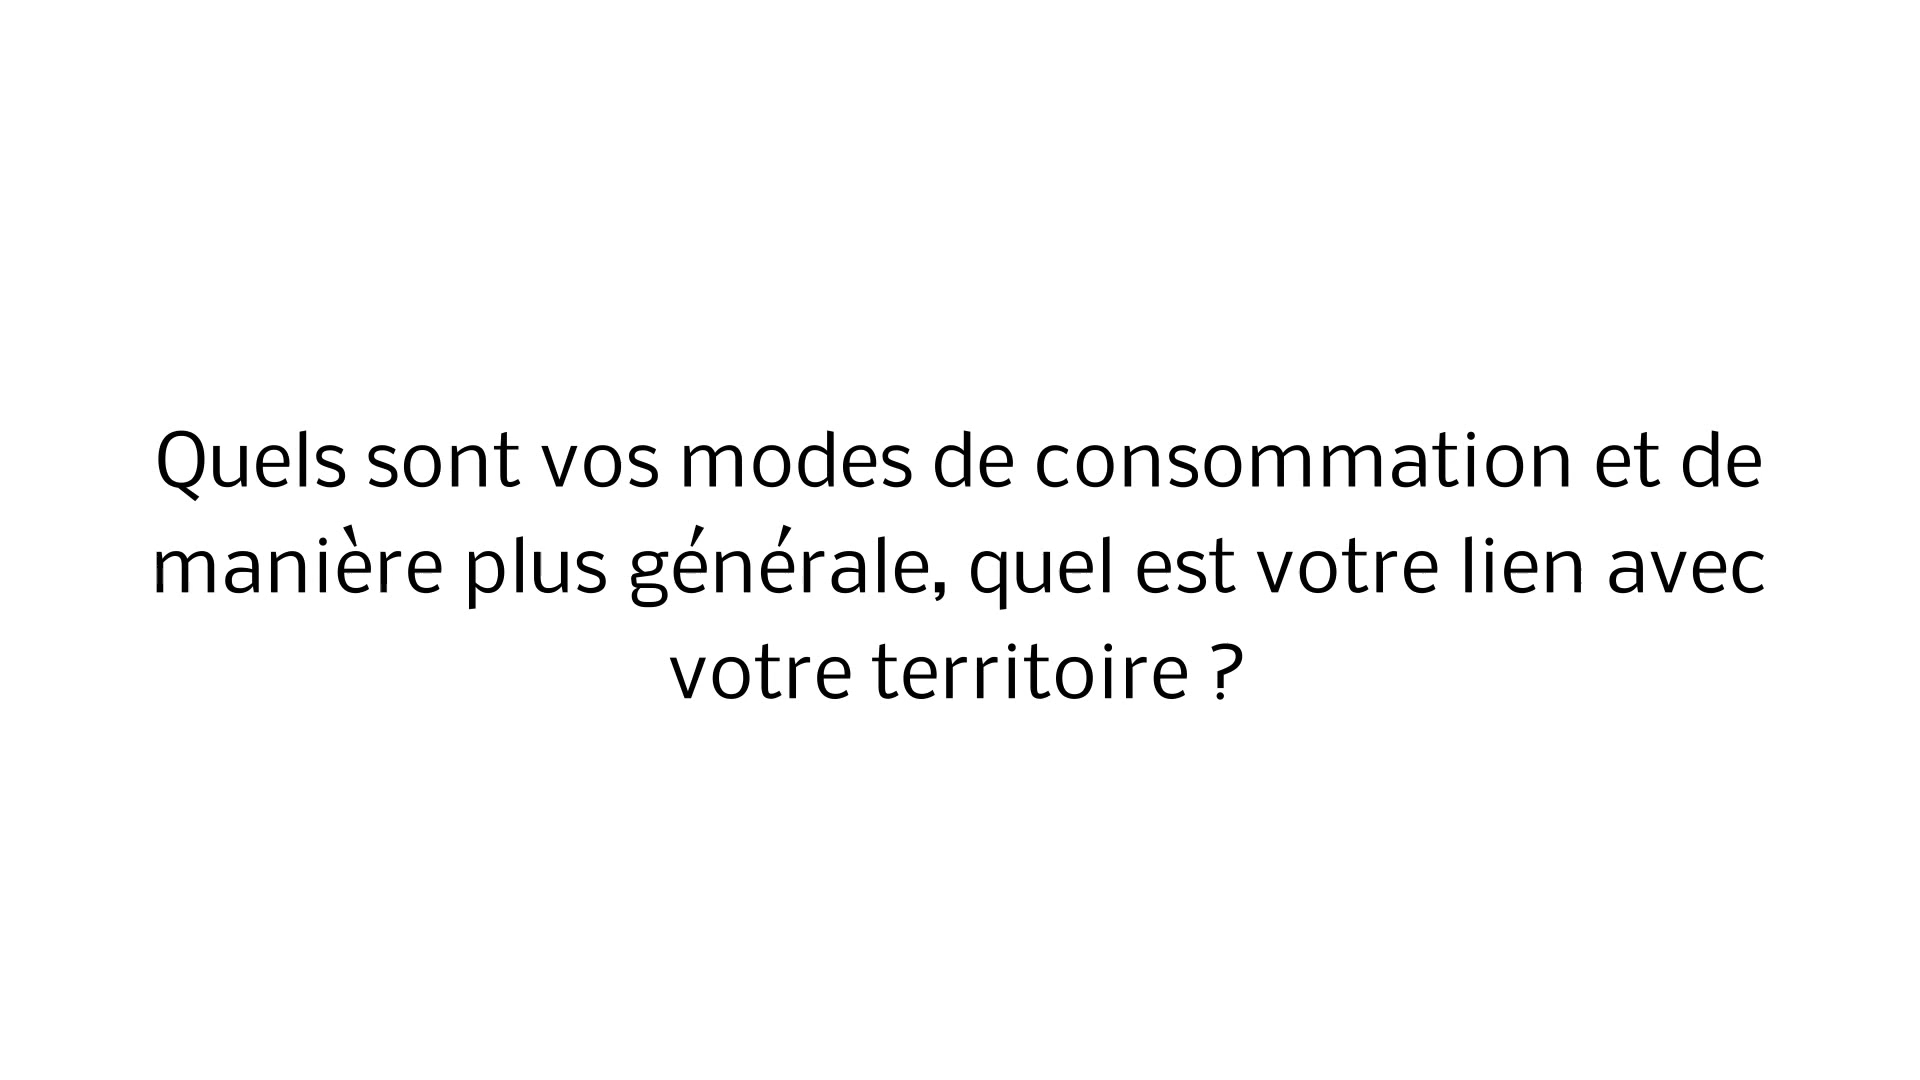 Quels sont vos modes de consommation et de
manière plus générale, quel est votre lien avec
votre territoire ?